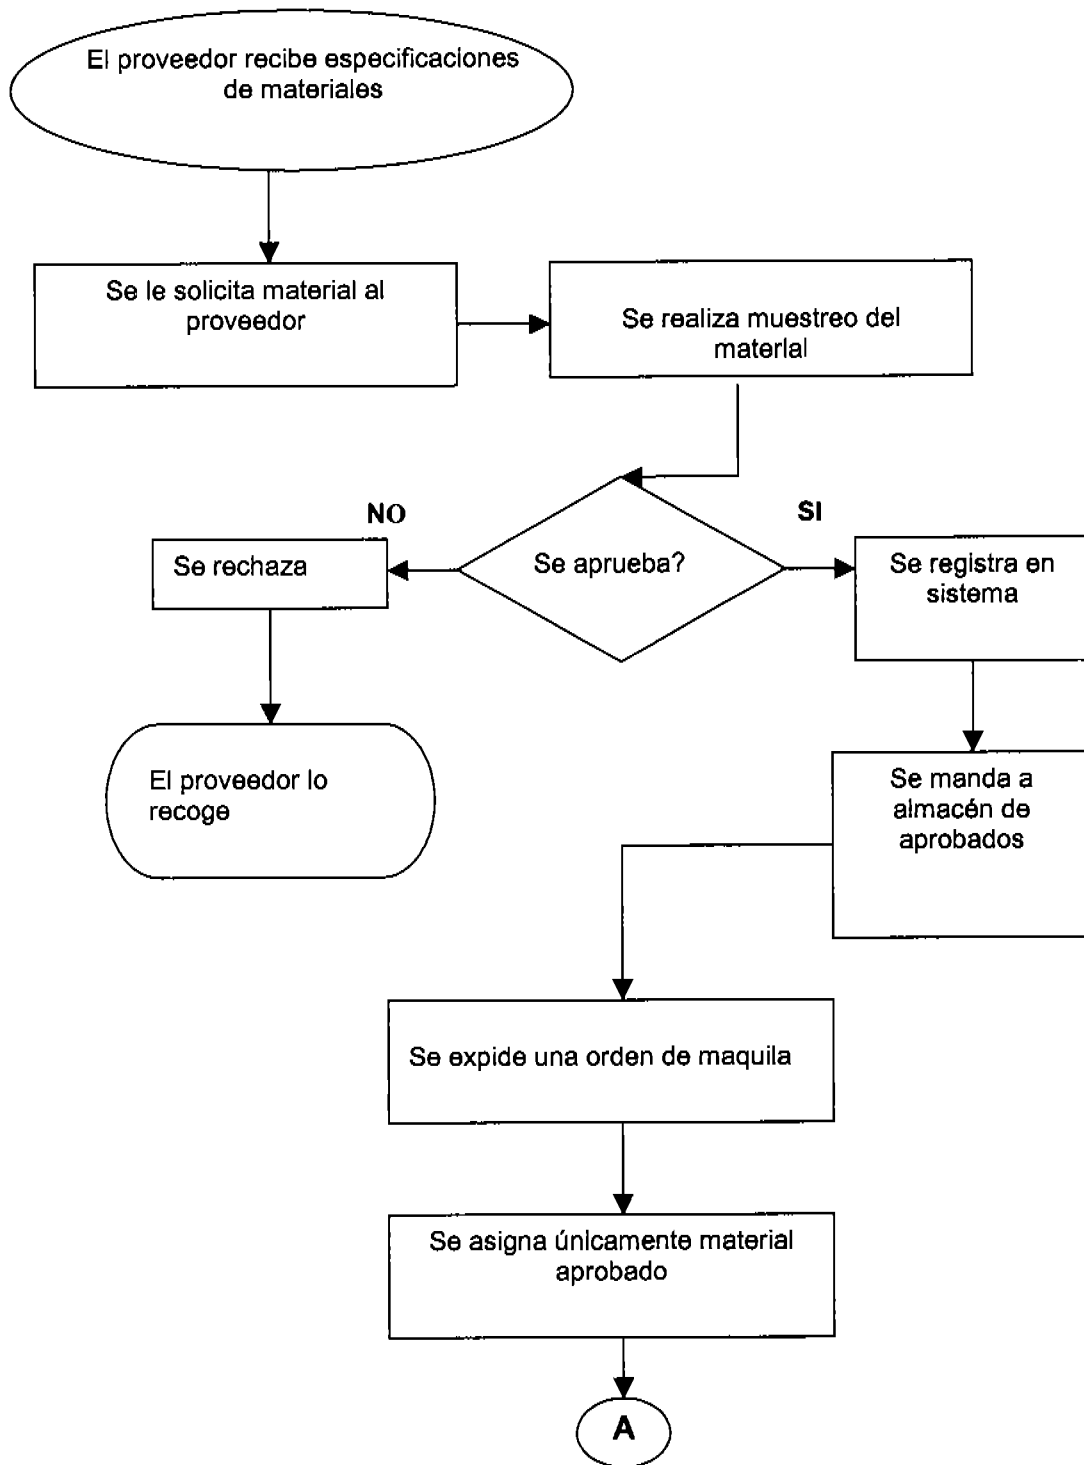 El proveedor recibe especificaciones
de materiales
Se le solicita material al
proveedor
Se realiza muestreo del
material
NO
SI
Se rechaza
Se aprueba?
Se registra en
sistema
El proveedor lo
recoge
Se manda a
almacén de
aprobados
Se expide una orden de maquila
Se asigna únicamente material
aprobado
A